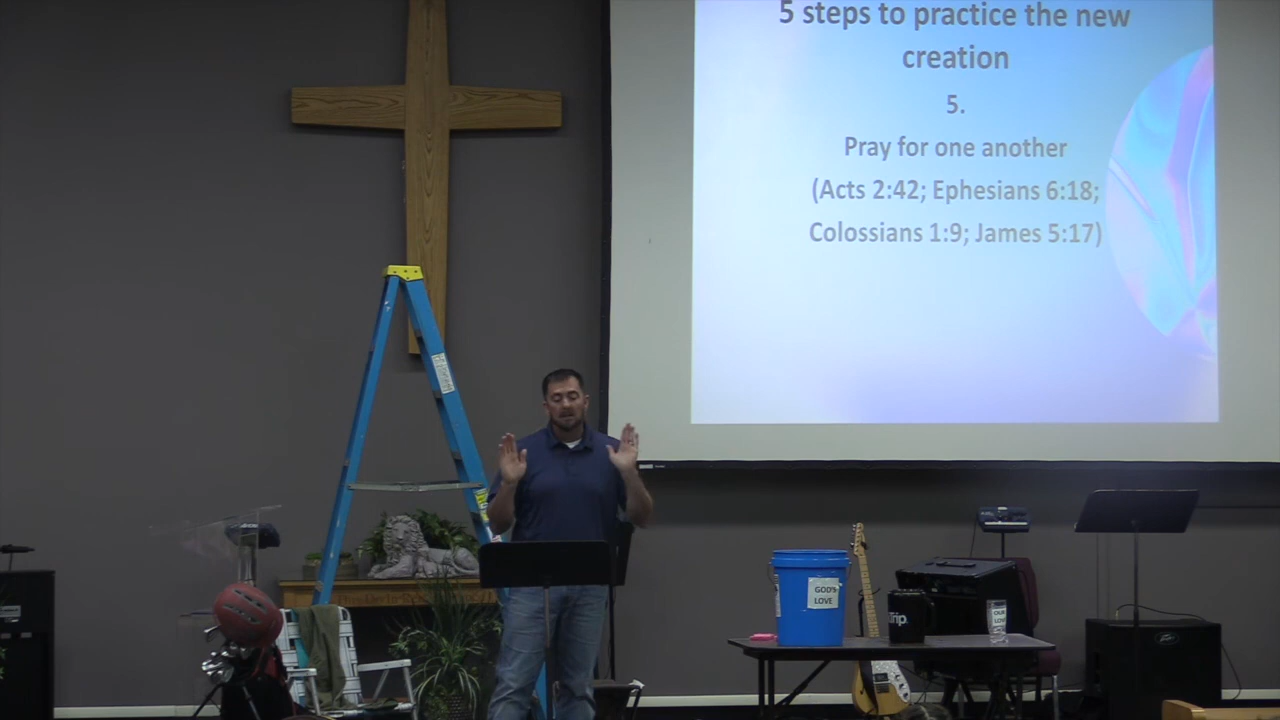 5 steps to practice the new
creation
5.
Pray for one another
(Acts 2:42; Ephesians 6:18;
Colossians 1:9; James 5:17)
GOD'S
LOVE
trip.
OUR